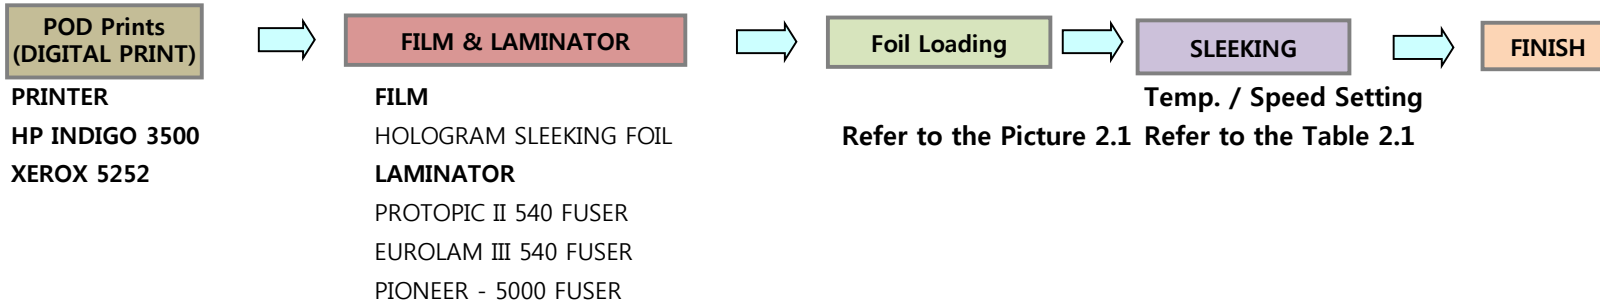 POD Prints
(DIGITAL PRINT)
FILM & LAMINATOR
Foil Loading
SLEEKING
FINISH
PRINTER
HP INDIGO 3500
XEROX 5252
FILM
HOLOGRAM SLEEKING FOIL
LAMINATOR
PROTOPIC II 540 FUSER
EUROLAM III 540 FUSER
PIONEER - 5000 FUSER
Refer to the Picture 2.1
Temp. / Speed Setting
Refer to the Table 2.1